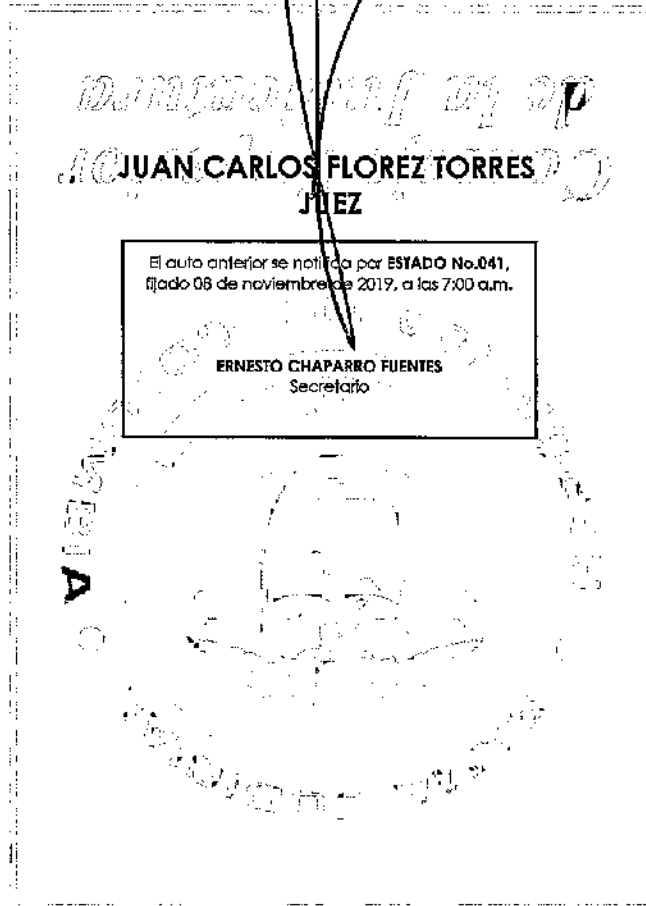 JUAN CARLOS FLOREZ TORRES
JUEZ
El auto anterior se notifica por ESTADO No.041,
fijado 08 de noviembre de 2019, a las 7:00 a.m.
ERNESTO CHAPARRO FUENTES
Secretario